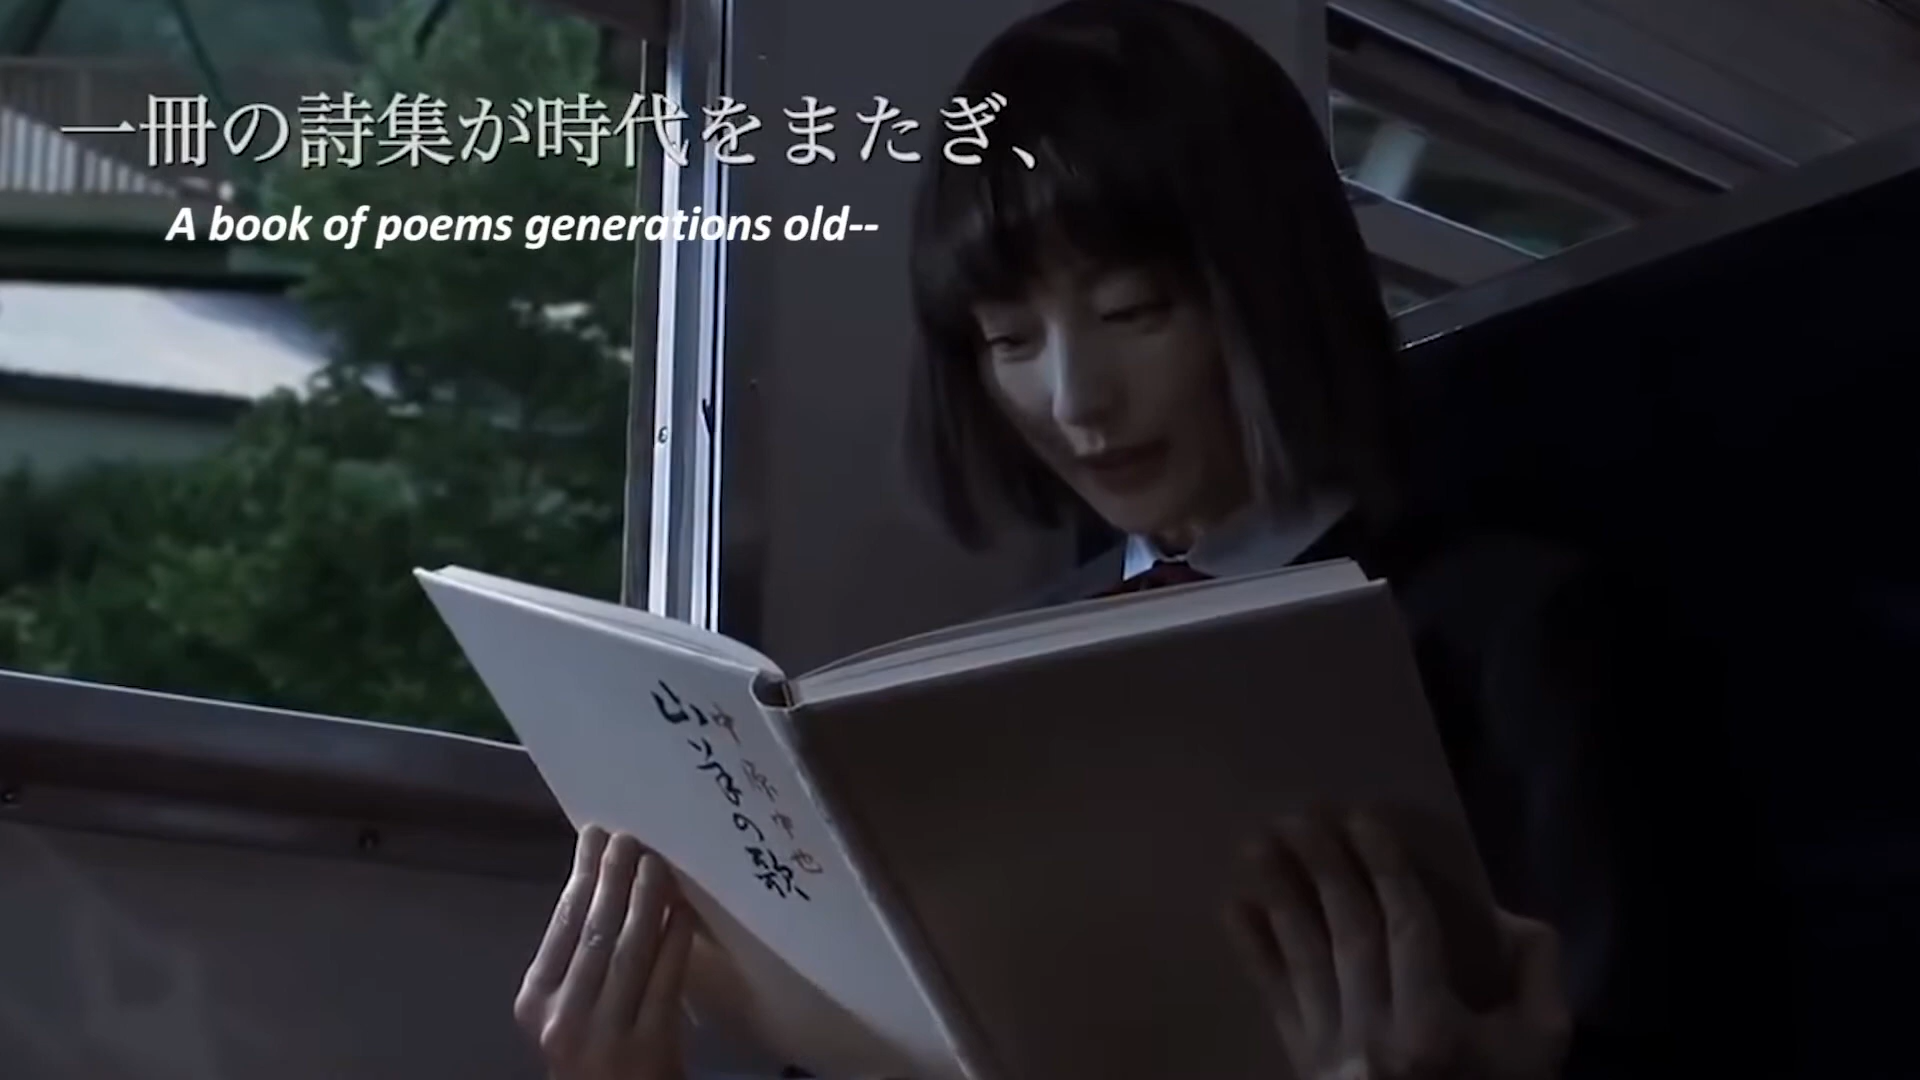 一冊の詩集が時代をまたぎ、
A book of poems generations old--
中原中也
山羊の歌